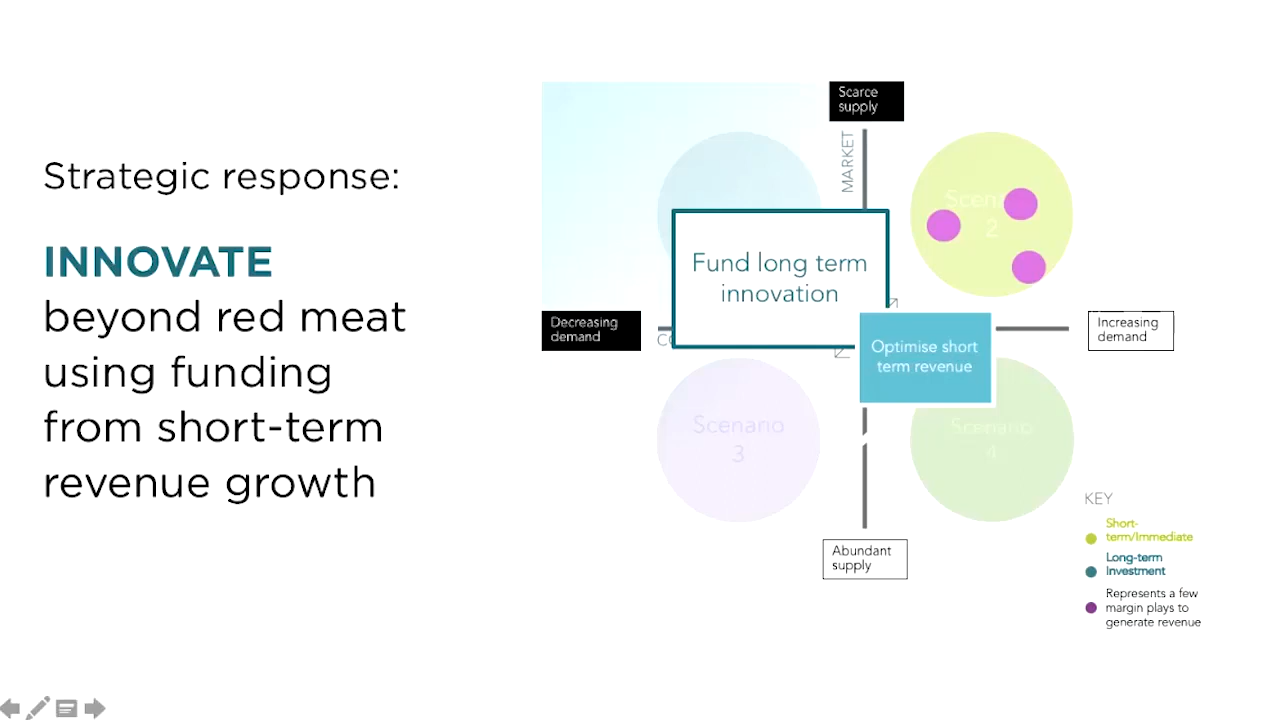 Strategic response:
INNOVATE
beyond red meat
using funding
from short-term
revenue growth
Scarce
supply
MARKET
2
Fund long term
innovation
Decreasing
demand
Increasing
demand
Optimise short
term revenue
Scenario
3
Scenario
4
Abundant
supply
KEY
Short-
term/Immediate
Long-term
Investment
Represents a few
margin plays to
generate revenue